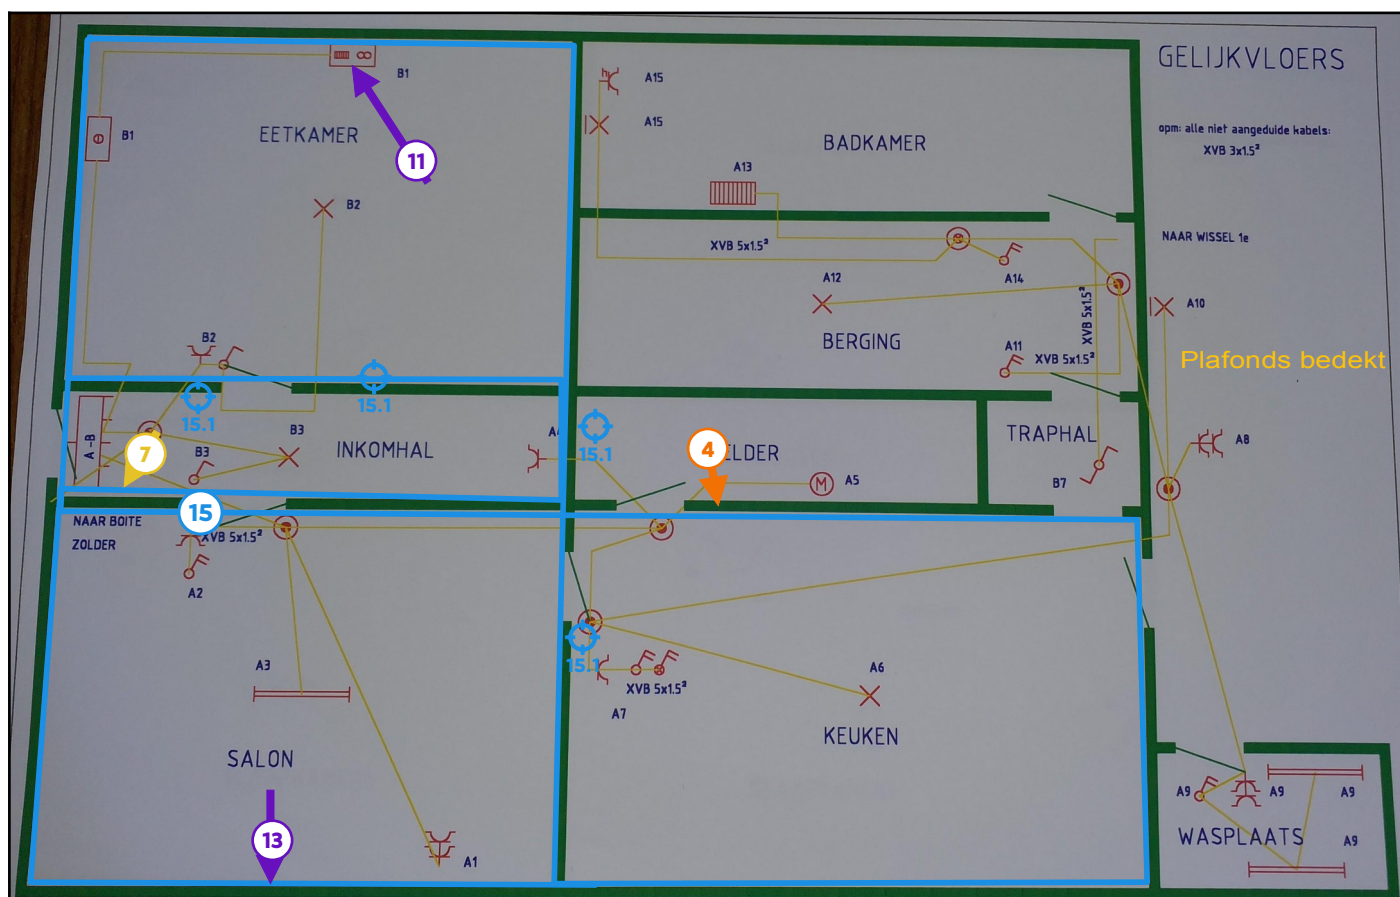 GELIJKVLOERS
opm: alle niet aangeduide kabels:
XVB 3x1.5²
B1
A15
B1
EETKAMER
11
A15
BADKAMER
A13
B2
XVB 5x1.5²
NAAR WISSEL 1e
A12
A14
XVB 5x1.5²
A10
B2
BERGING
A11
XVB 5x1.5²
Plafonds bedekt
15.1
15.1
15.1
A-B
B3
B3
7
INKOMHAL
4
ELDER
TRAPHAL
A8
A5
M
B7
NAAR BOITE
ZOLDER
15
XVB 5x1.5²
A2
15.1
A3
XVB 5x1.5²
A6
A7
SALON
KEUKEN
13
A1
A9
A9
A9
WASPLAATS
A9